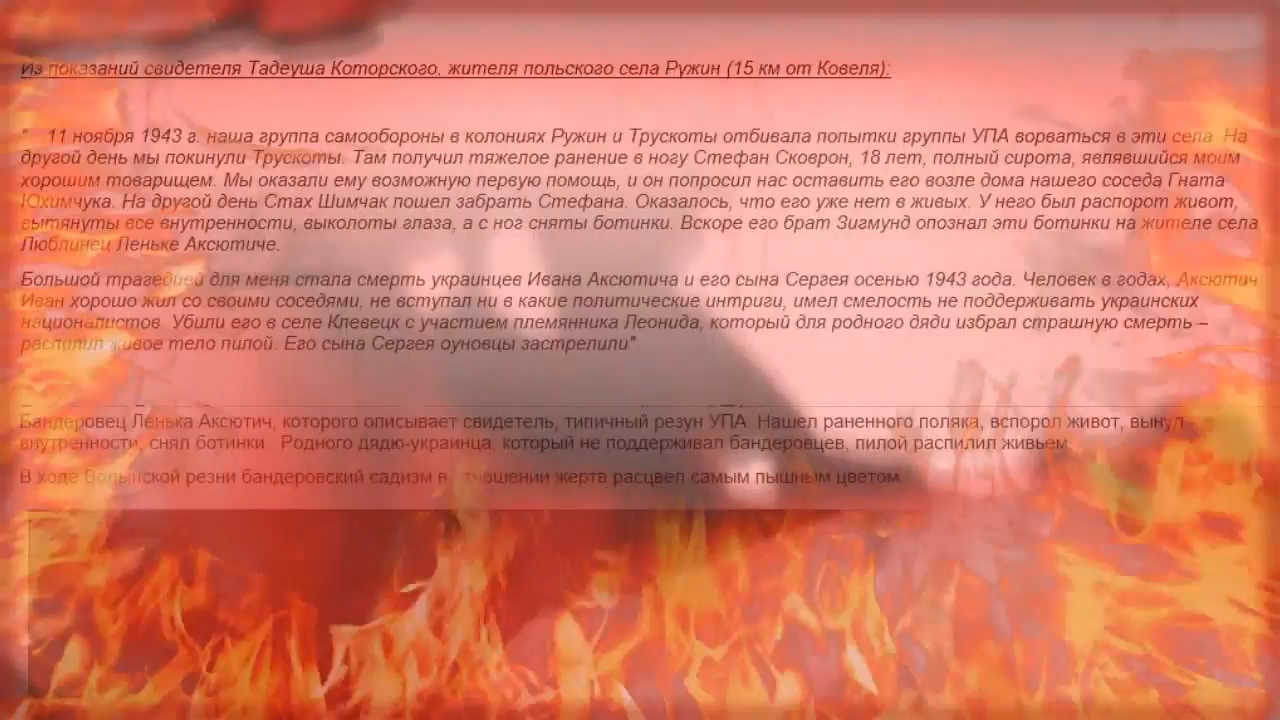 Из показаний свидетеля Тадеуша Которского, жителя польского села Ружин (15 км от Ковеля):
" 11 ноября 1943 г. наша группа самообороны в колониях Ружин и Трускоты отбивала попытки группы УПА ворваться в эти села. На
другой день мы покинули Трускоты. Там получил тяжелое ранение в ногу Стефан Сковрон, 18 лет, полный сирота, являвшийся моим
хорошим товарищем. Мы оказали ему возможную первую помощь, и он попросил нас оставить его возле дома нашего соседа Гната
Юхимчука. На другой день Стах Шимчак пошел забрать Стефана. Оказалось, что его уже нет в живых. У него был распорот живот,
вытянуты все внутренности, выколоты глаза, а с ног сняты ботинки. Вскоре его брат Зигмунд опознал эти ботинки на жителе села
Люблинец Леньке Аксютиче.
Большой трагедией для меня стала смерть украинцев Ивана Аксютича и его сына Сергея осенью 1943 года. Человек в годах, Аксютич
Иван хорошо жил со своими соседями, не вступал ни в какие политические интриги, имел смелость не поддерживать украинских
националистов. Убили его в селе Клевецк с участием племянника Леонида, который для родного дяди избрал страшную смерть –
распилил живое тело пилой. Его сына Сергея оуновцы застрелили"
Бандеровец Ленька Аксютич, которого описывает свидетель, типичный резун УПА. Нашел раненного поляка, вспорол живот, вынул
внутренности, снял ботинки. Родного дядю-украинца, который не поддерживал бандеровцев, пилой распилил живьем.
В ходе Волынской резни бандеровский садизм в отношении жертв расцвел самым пышным цветом.